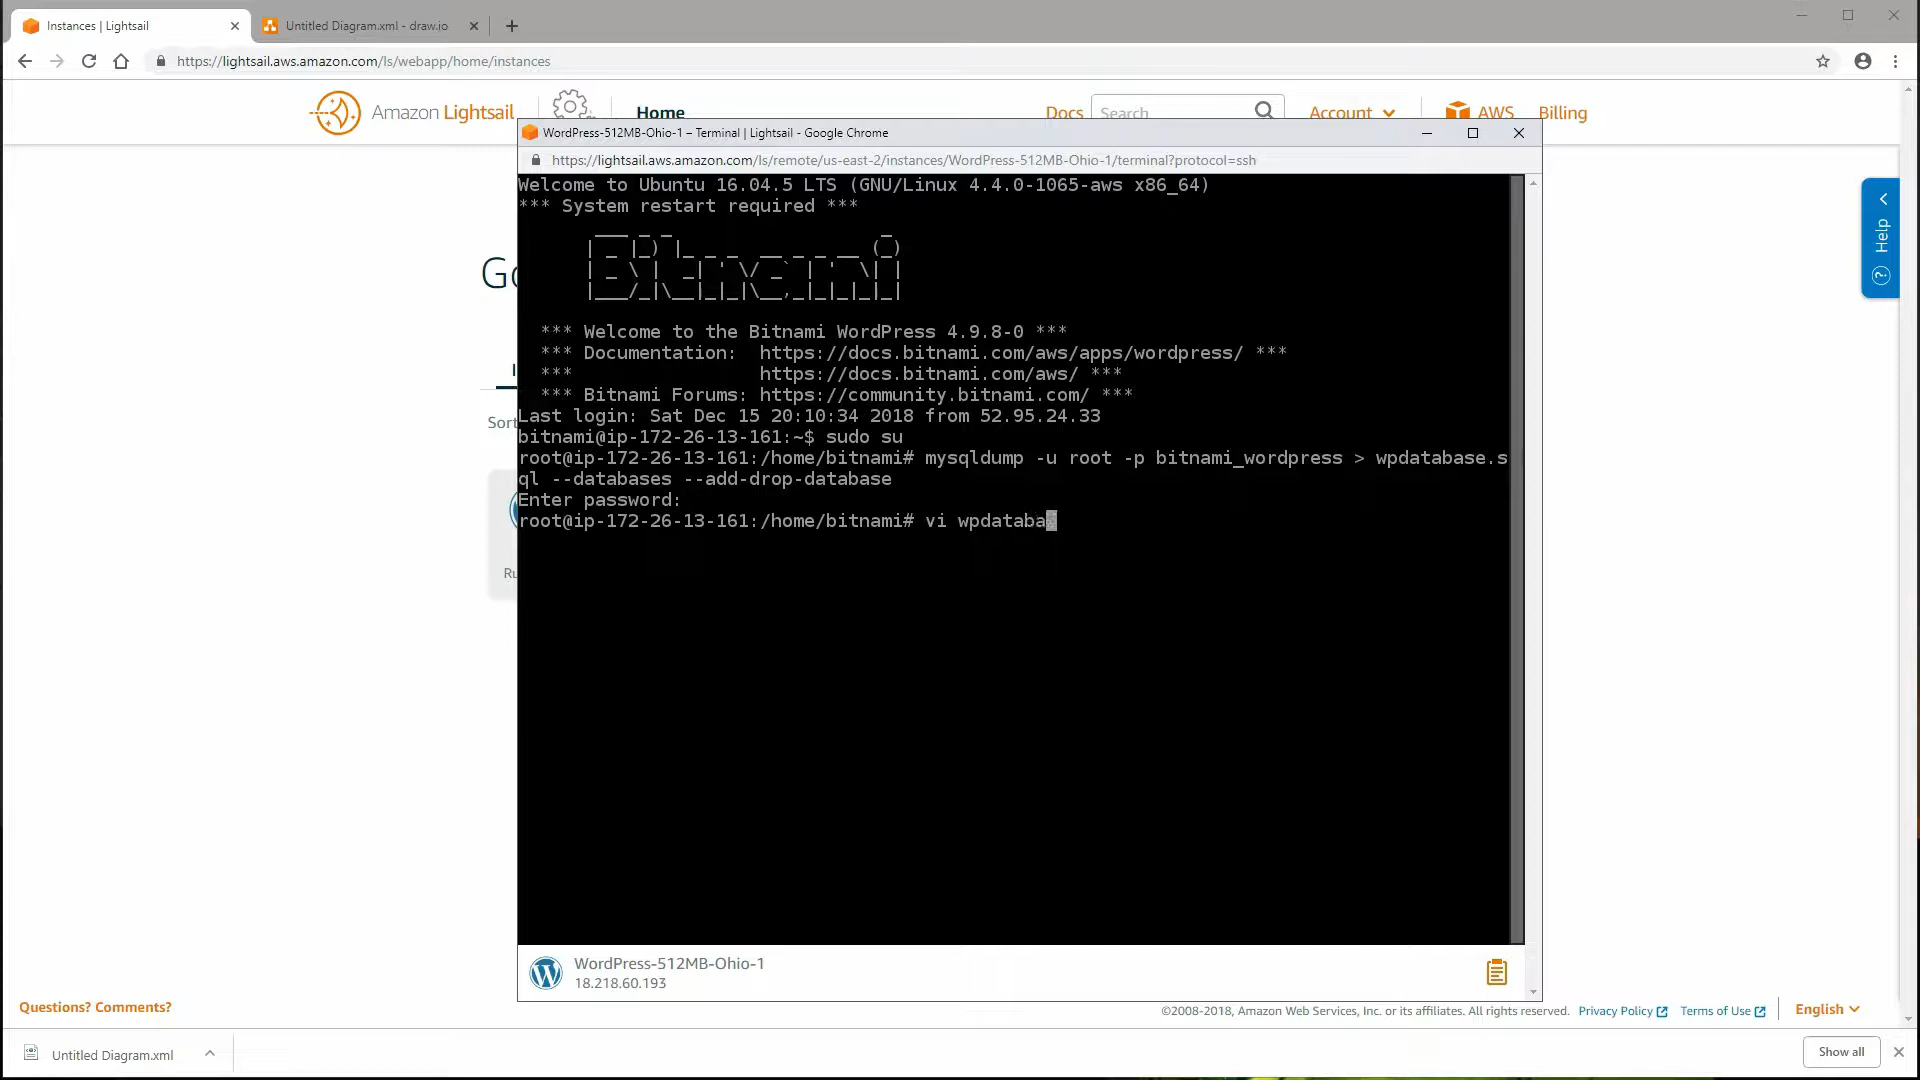 Instances | Lightsail
Untitled Diagram.xml - draw.io
https://lightsail.aws.amazon.com/ls/webapp/home/instances
Amazon Lightsail
Home
Docs
Search
Account
AWS
Billing
WordPress-512MB-Ohio-1 – Terminal | Lightsail - Google Chrome
https://lightsail.aws.amazon.com/ls/remote/us-east-2/instances/WordPress-512MB-Ohio-1/terminal?protocol=ssh
Welcome to Ubuntu 16.04.5 LTS (GNU/Linux 4.4.0-1065-aws x86_64)
*** System restart required ***
Bitnami
*** Welcome to the Bitnami WordPress 4.9.8-0 ***
*** Documentation: https://docs.bitnami.com/aws/apps/wordpress/ ***
*** https://docs.bitnami.com/aws/ ***
*** Bitnami Forums: https://community.bitnami.com/ ***
Last login: Sat Dec 15 20:10:34 2018 from 52.95.24.33
bitnami@ip-172-26-13-161:~$ sudo su
root@ip-172-26-13-161:/home/bitnami# mysqldump -u root -p bitnami_wordpress > wpdatabase.s
ql --databases --add-drop-database
Enter password:
root@ip-172-26-13-161:/home/bitnami# vi wpdataba
Go
Sort
Ru
Help
WordPress-512MB-Ohio-1
18.218.60.193
Questions? Comments?
©2008-2018, Amazon Web Services, Inc. or its affiliates. All rights reserved.
Privacy Policy
Terms of Use
English
Untitled Diagram.xml
Show all